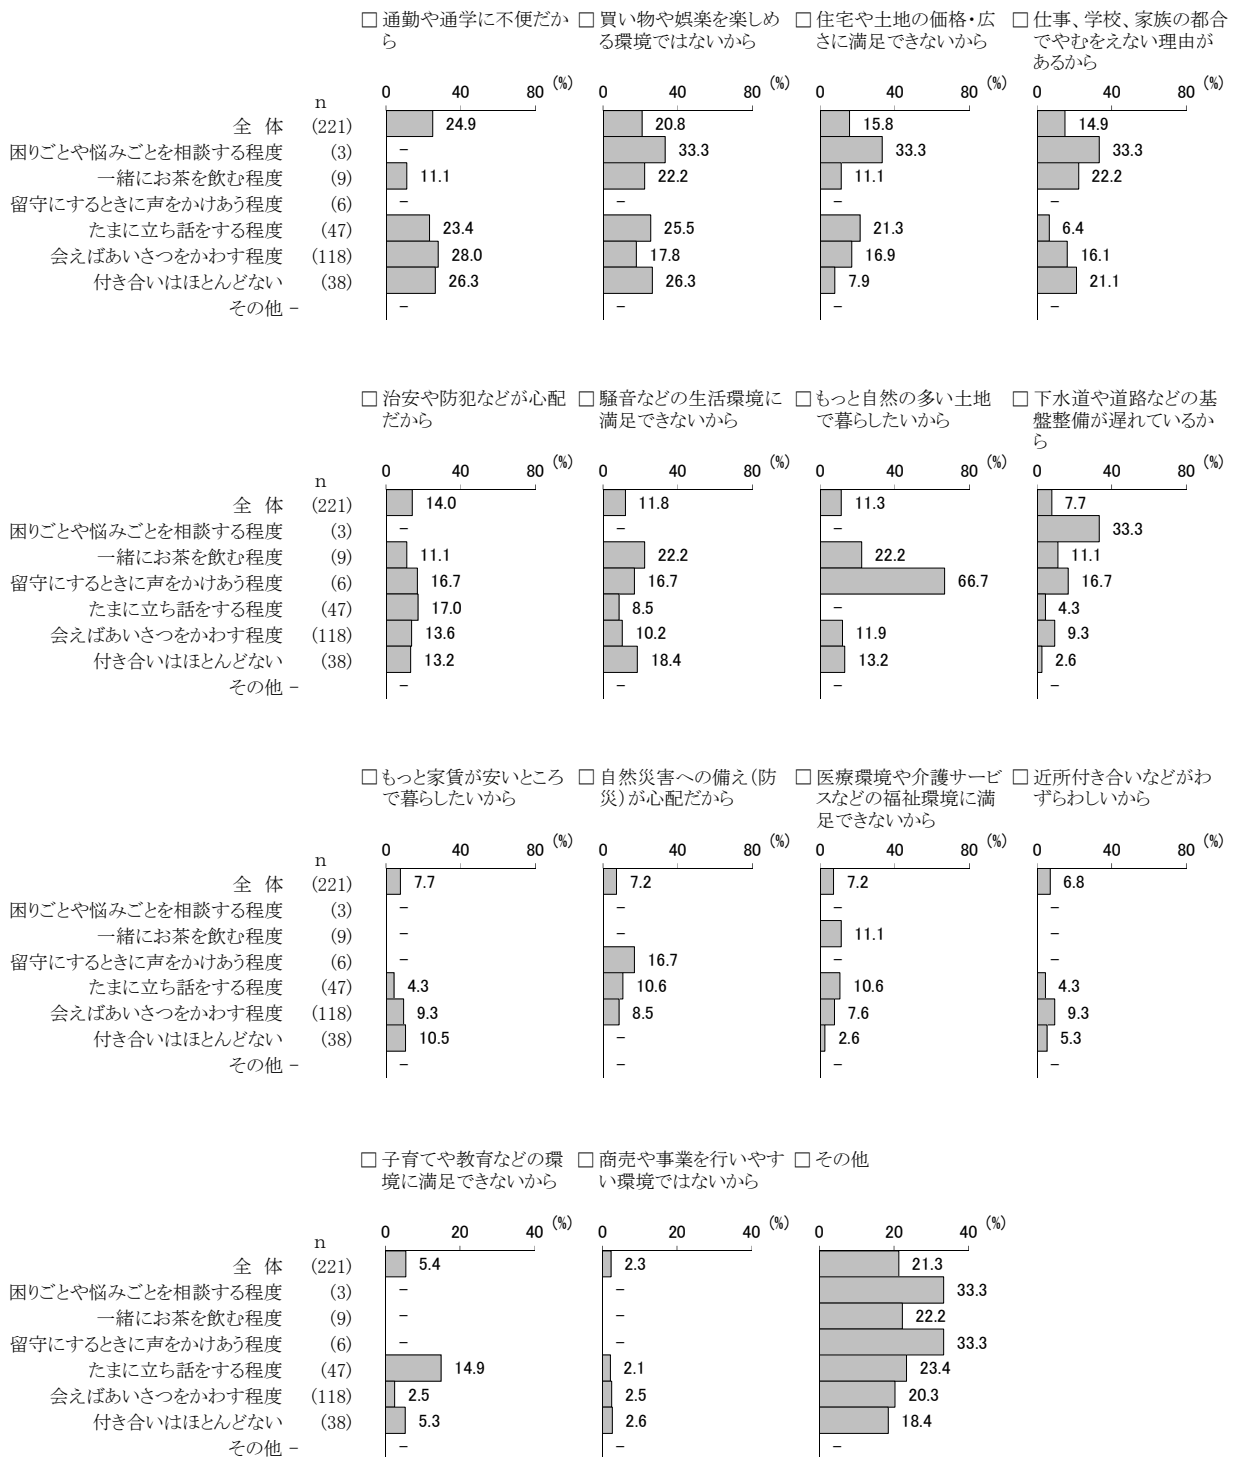 □ 通勤や通学に不便だか
ら
□ 買い物や娯楽を楽しめ
る環境ではないから
□ 住宅や土地の価格・広
さに満足できないから
□ 仕事、学校、家族の都合
でやむをえない理由が
あるから
0 40 80 (%) 0 40 80 (%) 0 40 80 (%) 0 40 80 (%)
n
全 体 (221) 24.9 20.8 15.8 14.9
困りごとや悩みごとを相談する程度 (3) - 33.3 33.3 33.3
一緒にお茶を飲む程度 (9) 11.1 22.2 11.1 22.2
留守にするときに声をかけあう程度 (6) - - - -
たまに立ち話をする程度 (47) 23.4 25.5 21.3 6.4
会えばあいさつをかわす程度 (118) 28.0 17.8 16.9 16.1
付き合いはほとんどない (38) 26.3 26.3 7.9 21.1
その他 - - - - -
□ 治安や防犯などが心配
だから
□ 騒音などの生活環境に
満足できないから
□ もっと自然の多い土地
で暮らしたいから
□ 下水道や道路などの基
盤整備が遅れているか
ら
0 40 80 (%) 0 40 80 (%) 0 40 80 (%) 0 40 80 (%)
n
全 体 (221) 14.0 11.8 11.3 7.7
困りごとや悩みごとを相談する程度 (3) - - - 33.3
一緒にお茶を飲む程度 (9) 11.1 22.2 22.2 11.1
留守にするときに声をかけあう程度 (6) 16.7 16.7 66.7 16.7
たまに立ち話をする程度 (47) 17.0 8.5 - 4.3
会えばあいさつをかわす程度 (118) 13.6 10.2 11.9 9.3
付き合いはほとんどない (38) 13.2 18.4 13.2 2.6
その他 - - - - -
□ もっと家賃が安いところ
で暮らしたいから
□ 自然災害への備え(防
災)が心配だから
□ 医療環境や介護サービ
スなどの福祉環境に満
足できないから
□ 近所付き合いなどがわ
ずらわしいから
0 40 80 (%) 0 40 80 (%) 0 40 80 (%) 0 40 80 (%)
n
全 体 (221) 7.7 7.2 7.2 6.8
困りごとや悩みごとを相談する程度 (3) - - - -
一緒にお茶を飲む程度 (9) - - 11.1 -
留守にするときに声をかけあう程度 (6) - 16.7 - -
たまに立ち話をする程度 (47) 4.3 10.6 10.6 4.3
会えばあいさつをかわす程度 (118) 9.3 8.5 7.6 9.3
付き合いはほとんどない (38) 10.5 - 2.6 5.3
その他 - - - - -
□ 子育てや教育などの環
境に満足できないから
□ 商売や事業を行いやす
い環境ではないから
□ その他
0 20 40 (%) 0 20 40 (%) 0 20 40 (%)
n
全 体 (221) 5.4 2.3 21.3
困りごとや悩みごとを相談する程度 (3) - - 33.3
一緒にお茶を飲む程度 (9) - - 22.2
留守にするときに声をかけあう程度 (6) - - 33.3
たまに立ち話をする程度 (47) 14.9 2.1 23.4
会えばあいさつをかわす程度 (118) 2.5 2.5 20.3
付き合いはほとんどない (38) 5.3 2.6 18.4
その他 - - - -